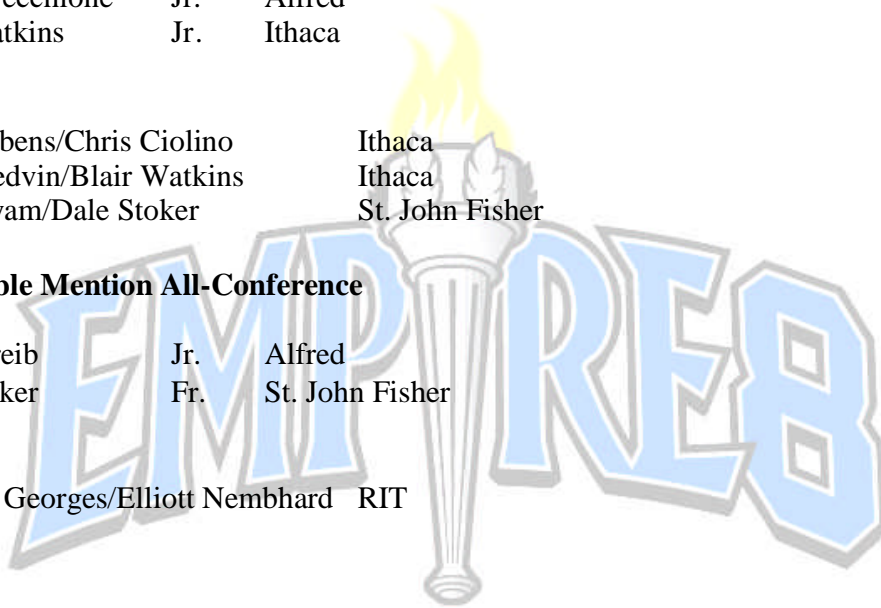 ecchione Jr. Alfred
atkins Jr. Ithaca
bens/Chris Ciolino Ithaca
edvin/Blair Watkins Ithaca
yam/Dale Stoker St. John Fisher
ble Mention All-Conference
reib Jr. Alfred
ker Fr. St. John Fisher
Georges/Elliott Nembhard RIT
EMPIRE8